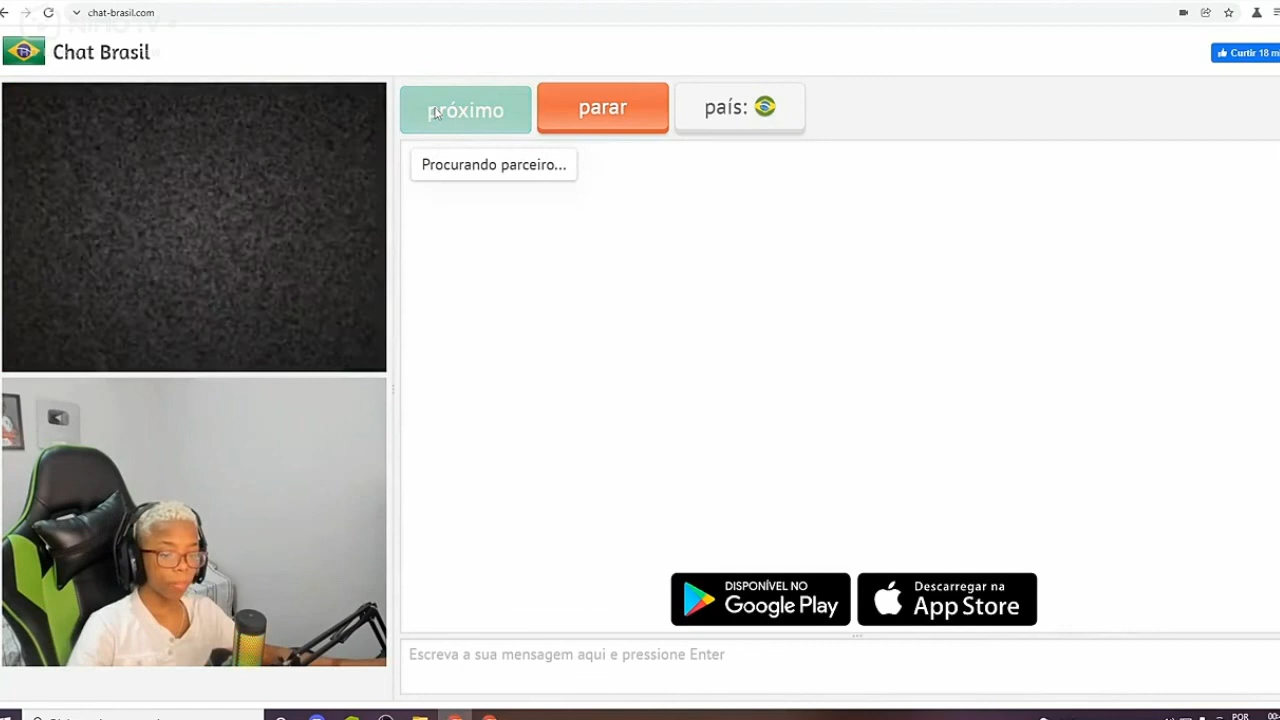 chat-brasil.com
Chat Brasil
Curtir 18 m
próximo
parar
país:
Procurando parceiro...
DISPONÍVEL NO
Google Play
Descarregar na
App Store
Escreva a sua mensagem aqui e pressione Enter
POR